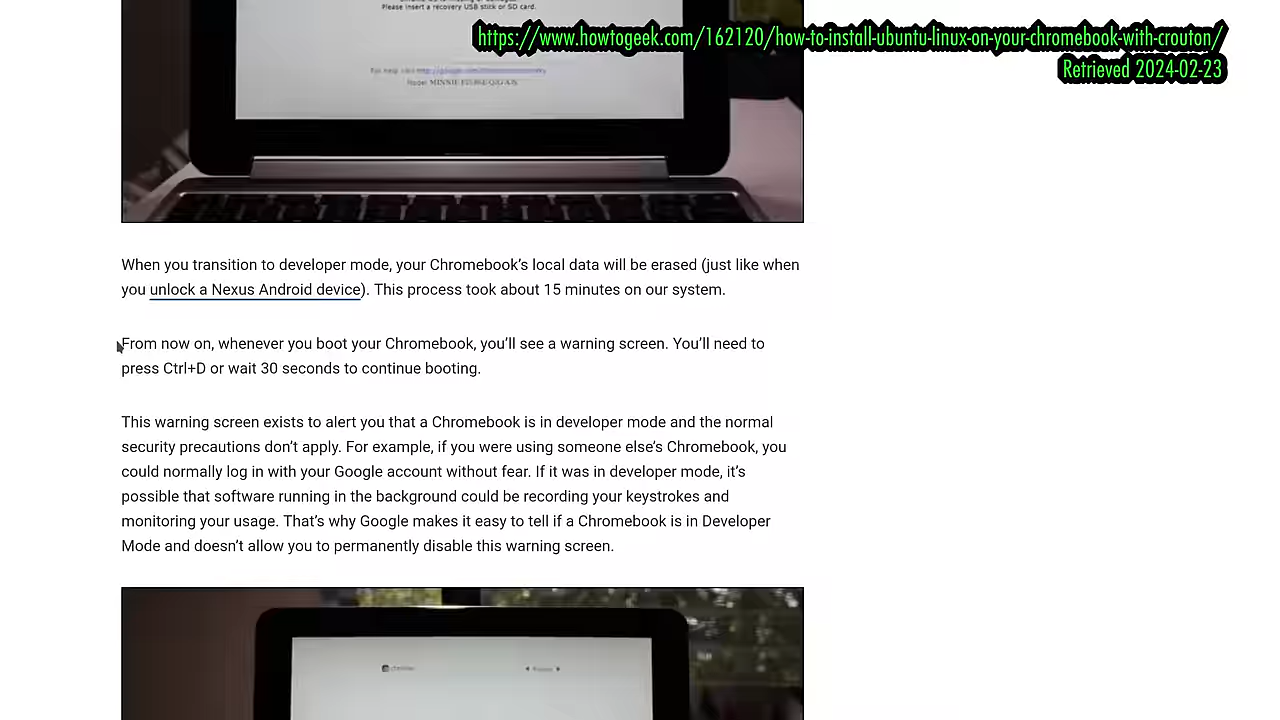 Please insert a recovery USB stick or SD card.
https://www.howtogeek.com/162120/how-to-install-ubuntu-linux-on-your-chromebook-with-crouton/
Retrieved 2024-02-23
When you transition to developer mode, your Chromebook’s local data will be erased (just like when
you unlock a Nexus Android device). This process took about 15 minutes on our system.
From now on, whenever you boot your Chromebook, you’ll see a warning screen. You’ll need to
press Ctrl+D or wait 30 seconds to continue booting.
This warning screen exists to alert you that a Chromebook is in developer mode and the normal
security precautions don’t apply. For example, if you were using someone else’s Chromebook, you
could normally log in with your Google account without fear. If it was in developer mode, it’s
possible that software running in the background could be recording your keystrokes and
monitoring your usage. That’s why Google makes it easy to tell if a Chromebook is in Developer
Mode and doesn’t allow you to permanently disable this warning screen.